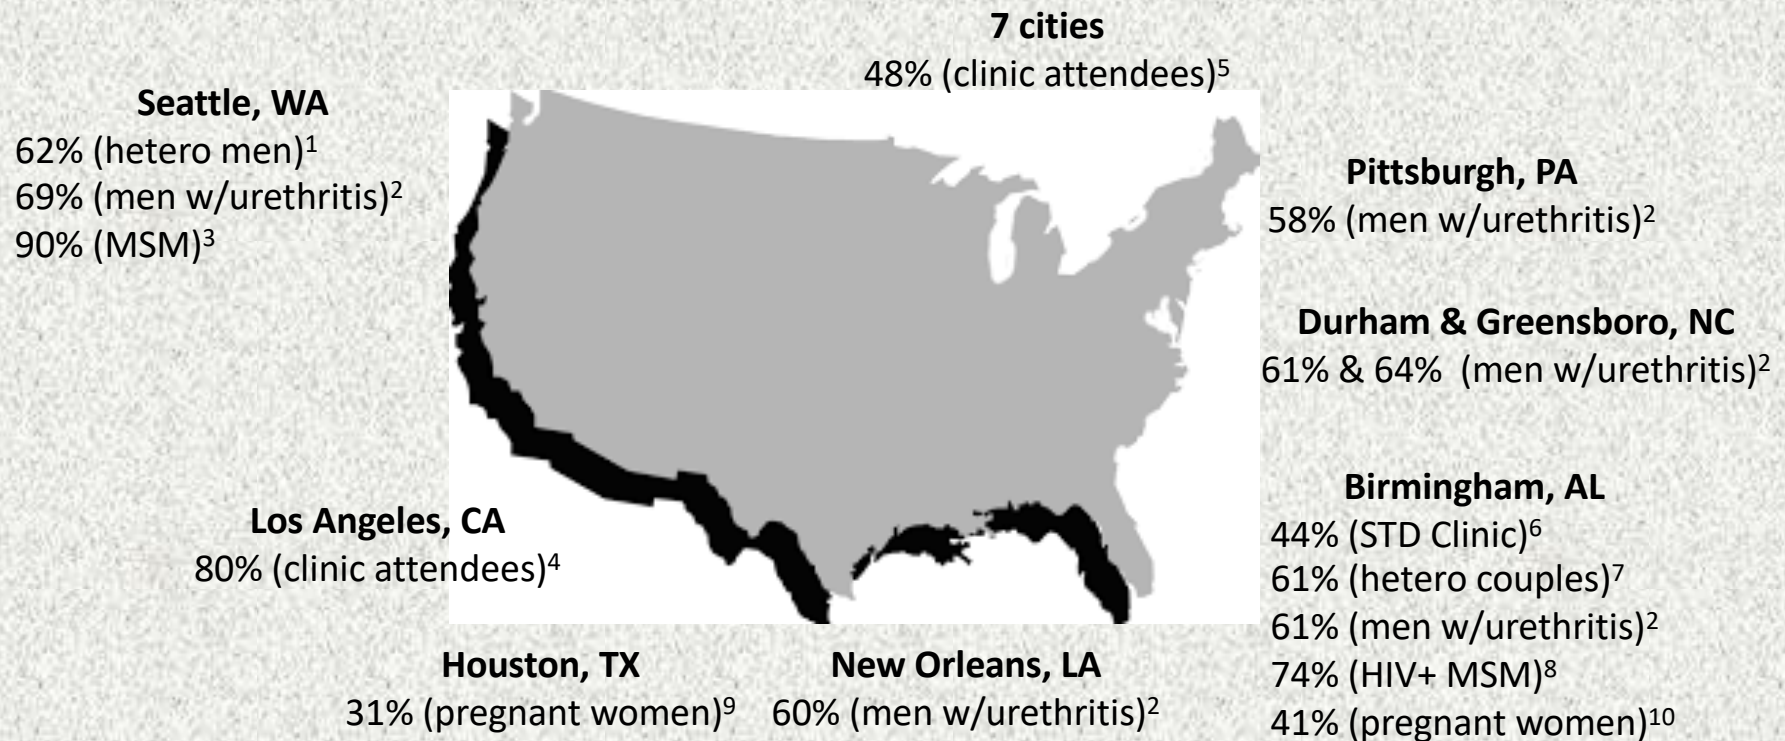 7 cities
48% (clinic attendees)⁵
Seattle, WA
62% (hetero men)¹
69% (men w/urethritis)²
90% (MSM)³
Pittsburgh, PA
58% (men w/urethritis)²
Durham & Greensboro, NC
61% & 64% (men w/urethritis)²
Los Angeles, CA
80% (clinic attendees)⁴
Birmingham, AL
44% (STD Clinic)⁶
61% (hetero couples)⁷
61% (men w/urethritis)²
74% (HIV+ MSM)⁸
41% (pregnant women)¹⁰
Houston, TX
31% (pregnant women)⁹
New Orleans, LA
60% (men w/urethritis)²